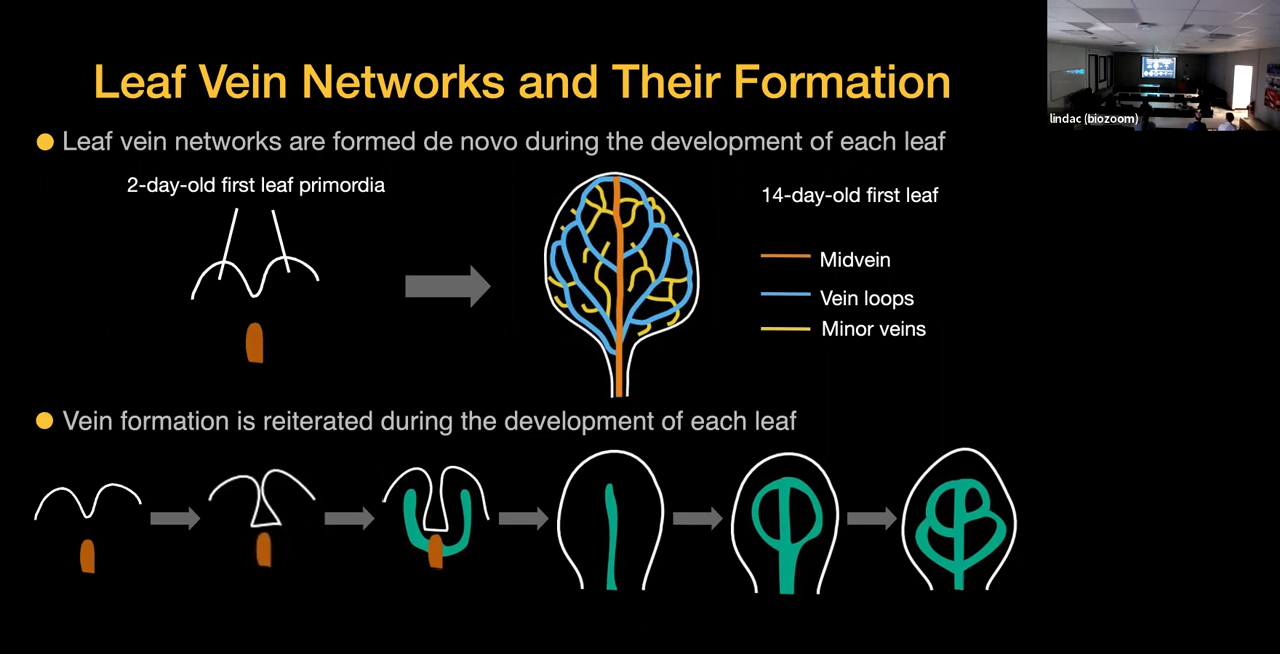 Leaf Vein Networks and Their Formation
lindac (biozoom)
Leaf vein networks are formed de novo during the development of each leaf
2-day-old first leaf primordia
14-day-old first leaf
Midvein
Vein loops
Minor veins
Vein formation is reiterated during the development of each leaf